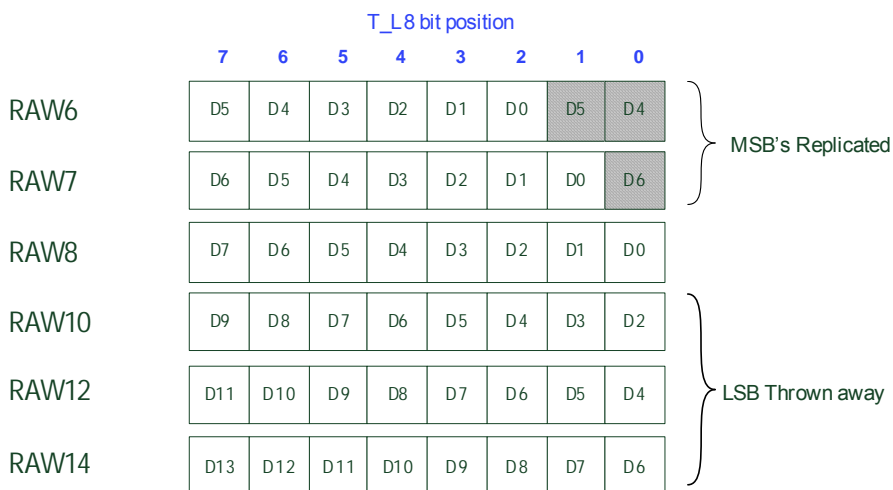 T_L8 bit position
7 6 5 4 3 2 1 0
RAW6 D5 D4 D3 D2 D1 D0 D5 D4
MSB's Replicated
RAW7 D6 D5 D4 D3 D2 D1 D0 D6
RAW8 D7 D6 D5 D4 D3 D2 D1 D0
RAW10 D9 D8 D7 D6 D5 D4 D3 D2
RAW12 D11 D10 D9 D8 D7 D6 D5 D4
LSB Thrown away
RAW14 D13 D12 D11 D10 D9 D8 D7 D6